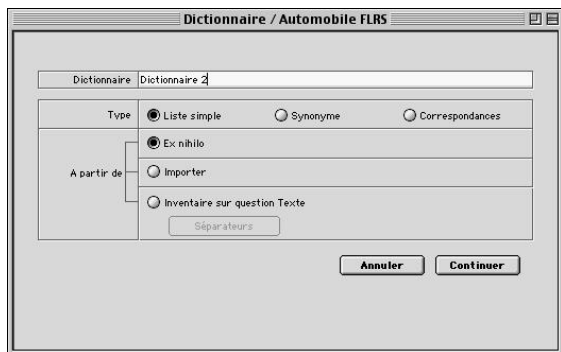 Dictionnaire / Automobile FLRS
Dictionnaire Dictionnaire 2
Type Liste simple Synonyme Correspondances
Ex nihilo
A partir de Importer
Inventaire sur question Texte
Séparateurs
Annuler Continuer